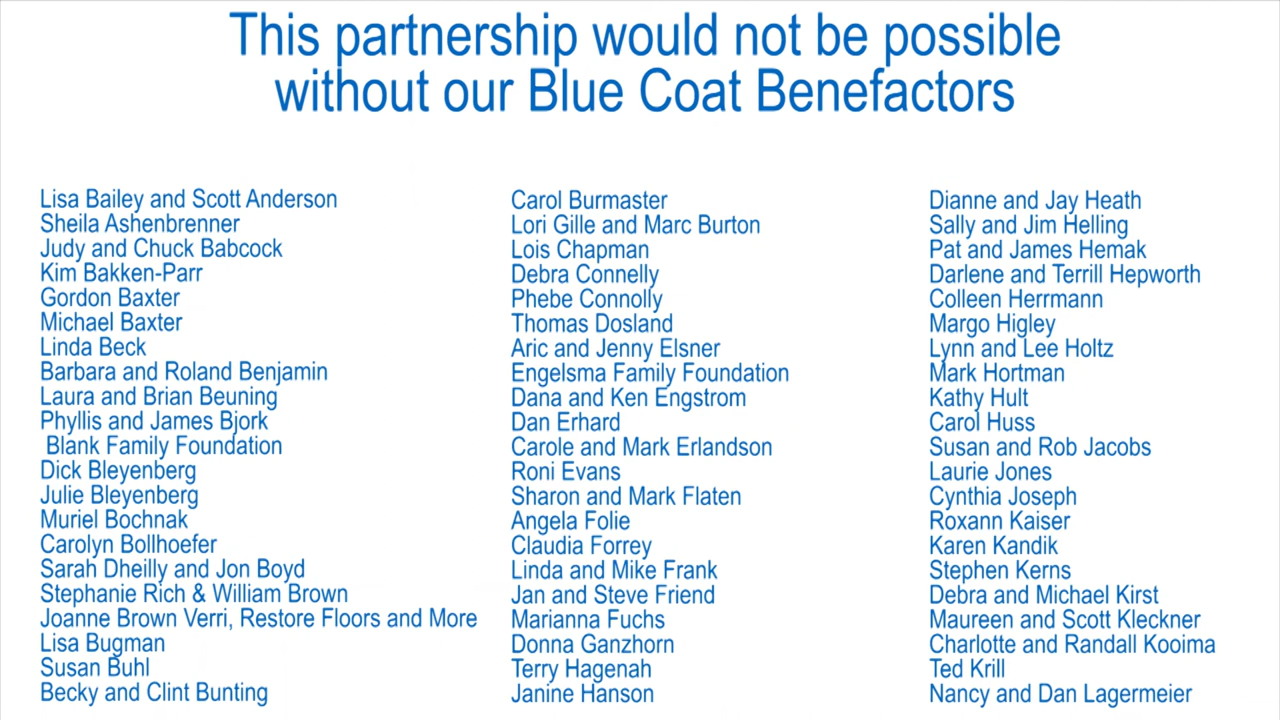 This partnership would not be possible
without our Blue Coat Benefactors
Lisa Bailey and Scott Anderson
Sheila Ashenbrenner
Judy and Chuck Babcock
Kim Bakken-Parr
Gordon Baxter
Michael Baxter
Linda Beck
Barbara and Roland Benjamin
Laura and Brian Beuning
Phyllis and James Bjork
Blank Family Foundation
Dick Bleyenberg
Julie Bleyenberg
Muriel Bochnak
Carolyn Bollhoefer
Sarah Dheilly and Jon Boyd
Stephanie Rich & William Brown
Joanne Brown Verri, Restore Floors and More
Lisa Bugman
Susan Buhl
Becky and Clint Bunting
Carol Burmaster
Lori Gille and Marc Burton
Lois Chapman
Debra Connelly
Phebe Connolly
Thomas Dosland
Aric and Jenny Elsner
Engelsma Family Foundation
Dana and Ken Engstrom
Dan Erhard
Carole and Mark Erlandson
Roni Evans
Sharon and Mark Flaten
Angela Folie
Claudia Forrey
Linda and Mike Frank
Jan and Steve Friend
Marianna Fuchs
Donna Ganzhorn
Terry Hagenah
Janine Hanson
Dianne and Jay Heath
Sally and Jim Helling
Pat and James Hemak
Darlene and Terrill Hepworth
Colleen Herrmann
Margo Higley
Lynn and Lee Holtz
Mark Hortman
Kathy Hult
Carol Huss
Susan and Rob Jacobs
Laurie Jones
Cynthia Joseph
Roxann Kaiser
Karen Kandik
Stephen Kerns
Debra and Michael Kirst
Maureen and Scott Kleckner
Charlotte and Randall Kooima
Ted Krill
Nancy and Dan Lagermeier